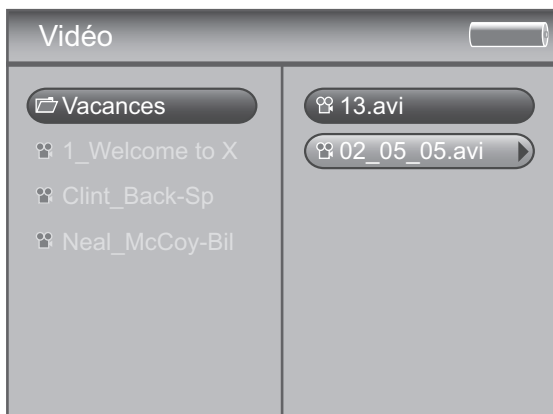 Vidéo
Vacances
1_Welcome to X
Clint_Back-Sp
Neal_McCoy-Bil
13.avi
02_05_05.avi